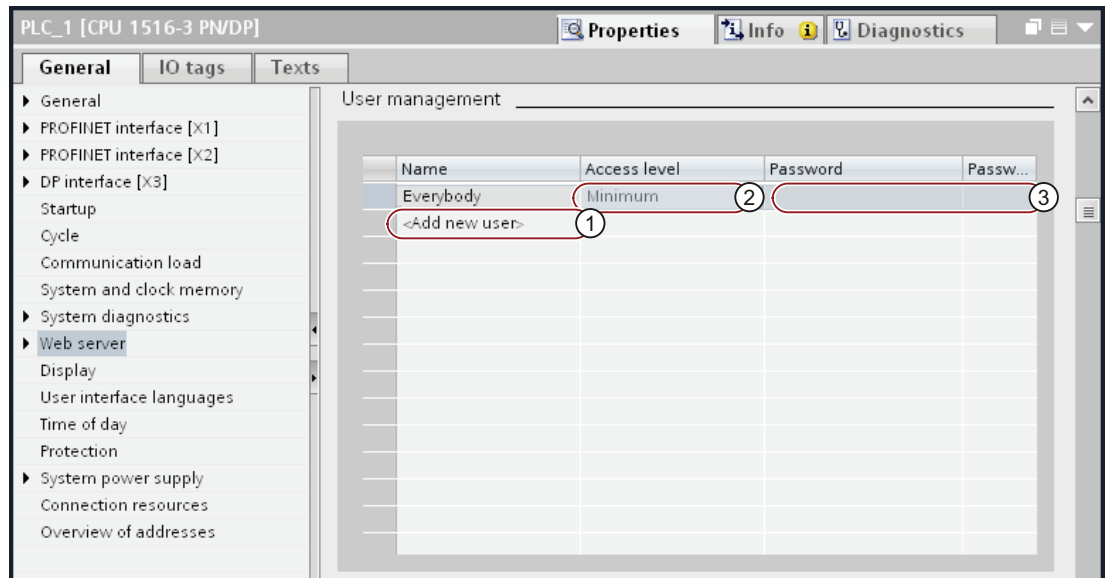 PLC_1 [CPU 1516-3 PN/DP]
Properties
Info
Diagnostics
General
IO tags
Texts
General
PROFINET interface [X1]
PROFINET interface [X2]
DP interface [X3]
Startup
Cycle
Communication load
System and clock memory
System diagnostics
Web server
Display
User interface languages
Time of day
Protection
System power supply
Connection resources
Overview of addresses
User management
Name Access level Password Passw...
Everybody Minimum 2 3
<Add new user> 1